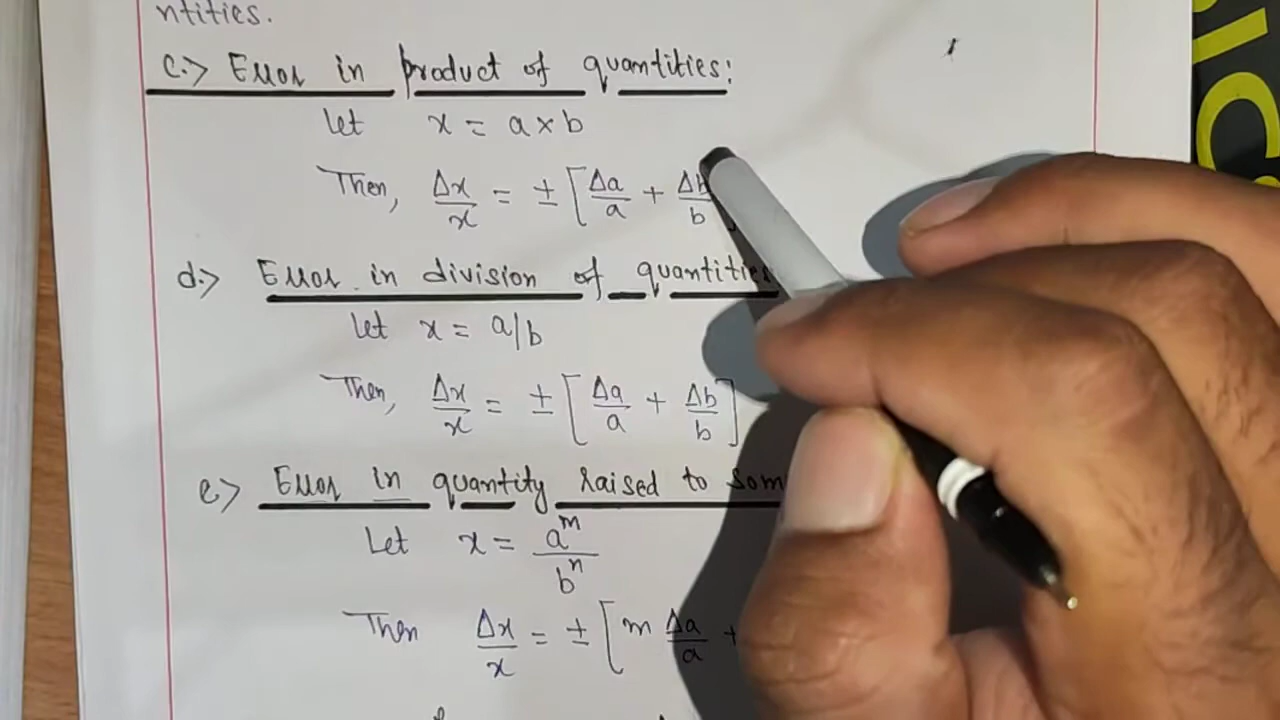 ntities.
c.> Error in product of quantities:
Let x = a × b
Then, Δx/x = ± [Δa/a + Δb/b]
d.> Error in division of quantities
Let x = a/b
Then, Δx/x = ± [Δa/a + Δb/b]
e> Error in quantity raised to som
Let x = a^m/b^n
Then Δx/x = ± [m Δa/a +